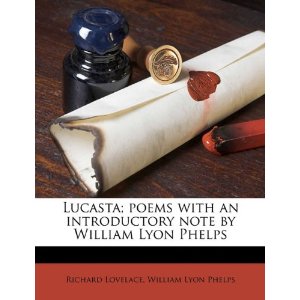 Lucasta; poems with an
introductory note by
William Lyon Phelps
Richard Lovelace, William Lyon Phelps